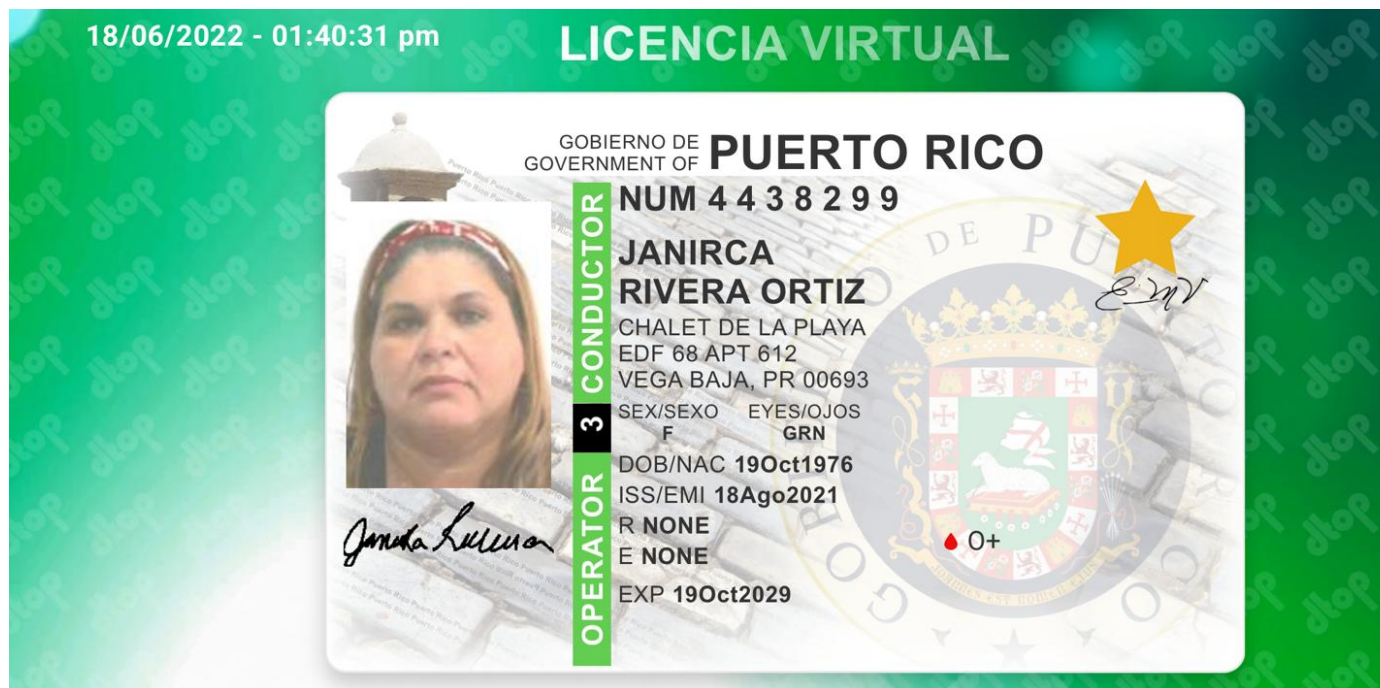 18/06/2022 - 01:40:31 pm
LICENCIA VIRTUAL
GOBIERNO DE
GOVERNMENT OF PUERTO RICO
NUM 4438299
JANIRCA
RIVERA ORTIZ
CHALET DE LA PLAYA
EDF 68 APT 612
VEGA BAJA, PR 00693
SEX/SEXO EYES/OJOS
F GRN
DOB/NAC 19Oct1976
ISS/EMI 18Ago2021
R NONE
E NONE
EXP 19Oct2029
OPERATOR 3 CONDUCTOR
O+
dtop